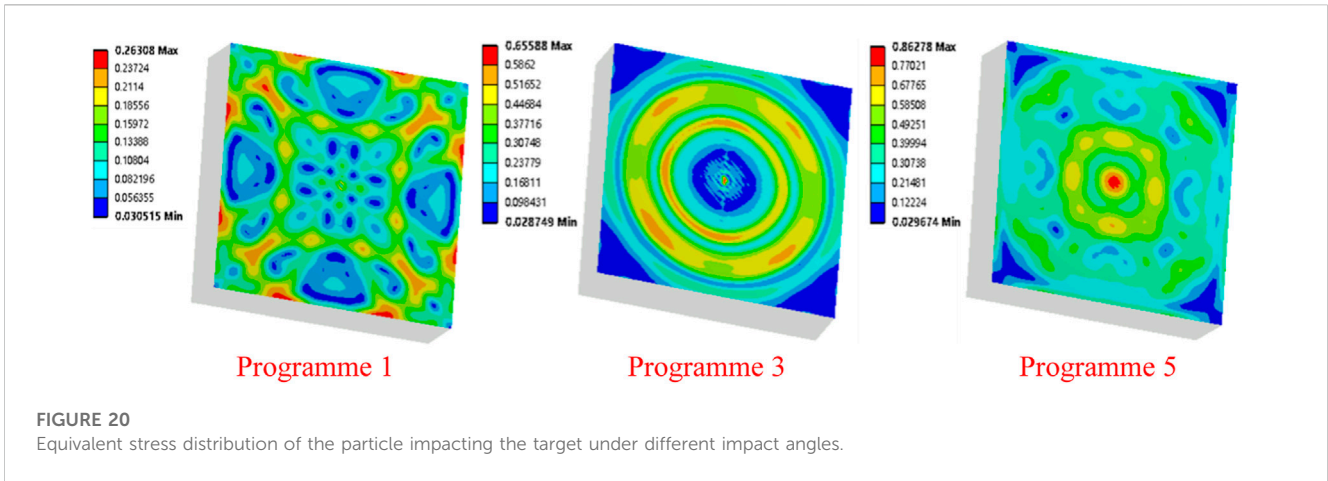 0.26308 Max
0.23724
0.2114
0.18556
0.15972
0.13388
0.10804
0.082196
0.056355
0.030515 Min
0.65588 Max
0.5862
0.51652
0.44684
0.37716
0.30748
0.23779
0.16811
0.098431
0.028749 Min
0.86278 Max
0.77021
0.67765
0.58508
0.49251
0.39994
0.30738
0.21481
0.12224
0.029674 Min
Programme 1
Programme 3
Programme 5
FIGURE 20
Equivalent stress distribution of the particle impacting the target under different impact angles.